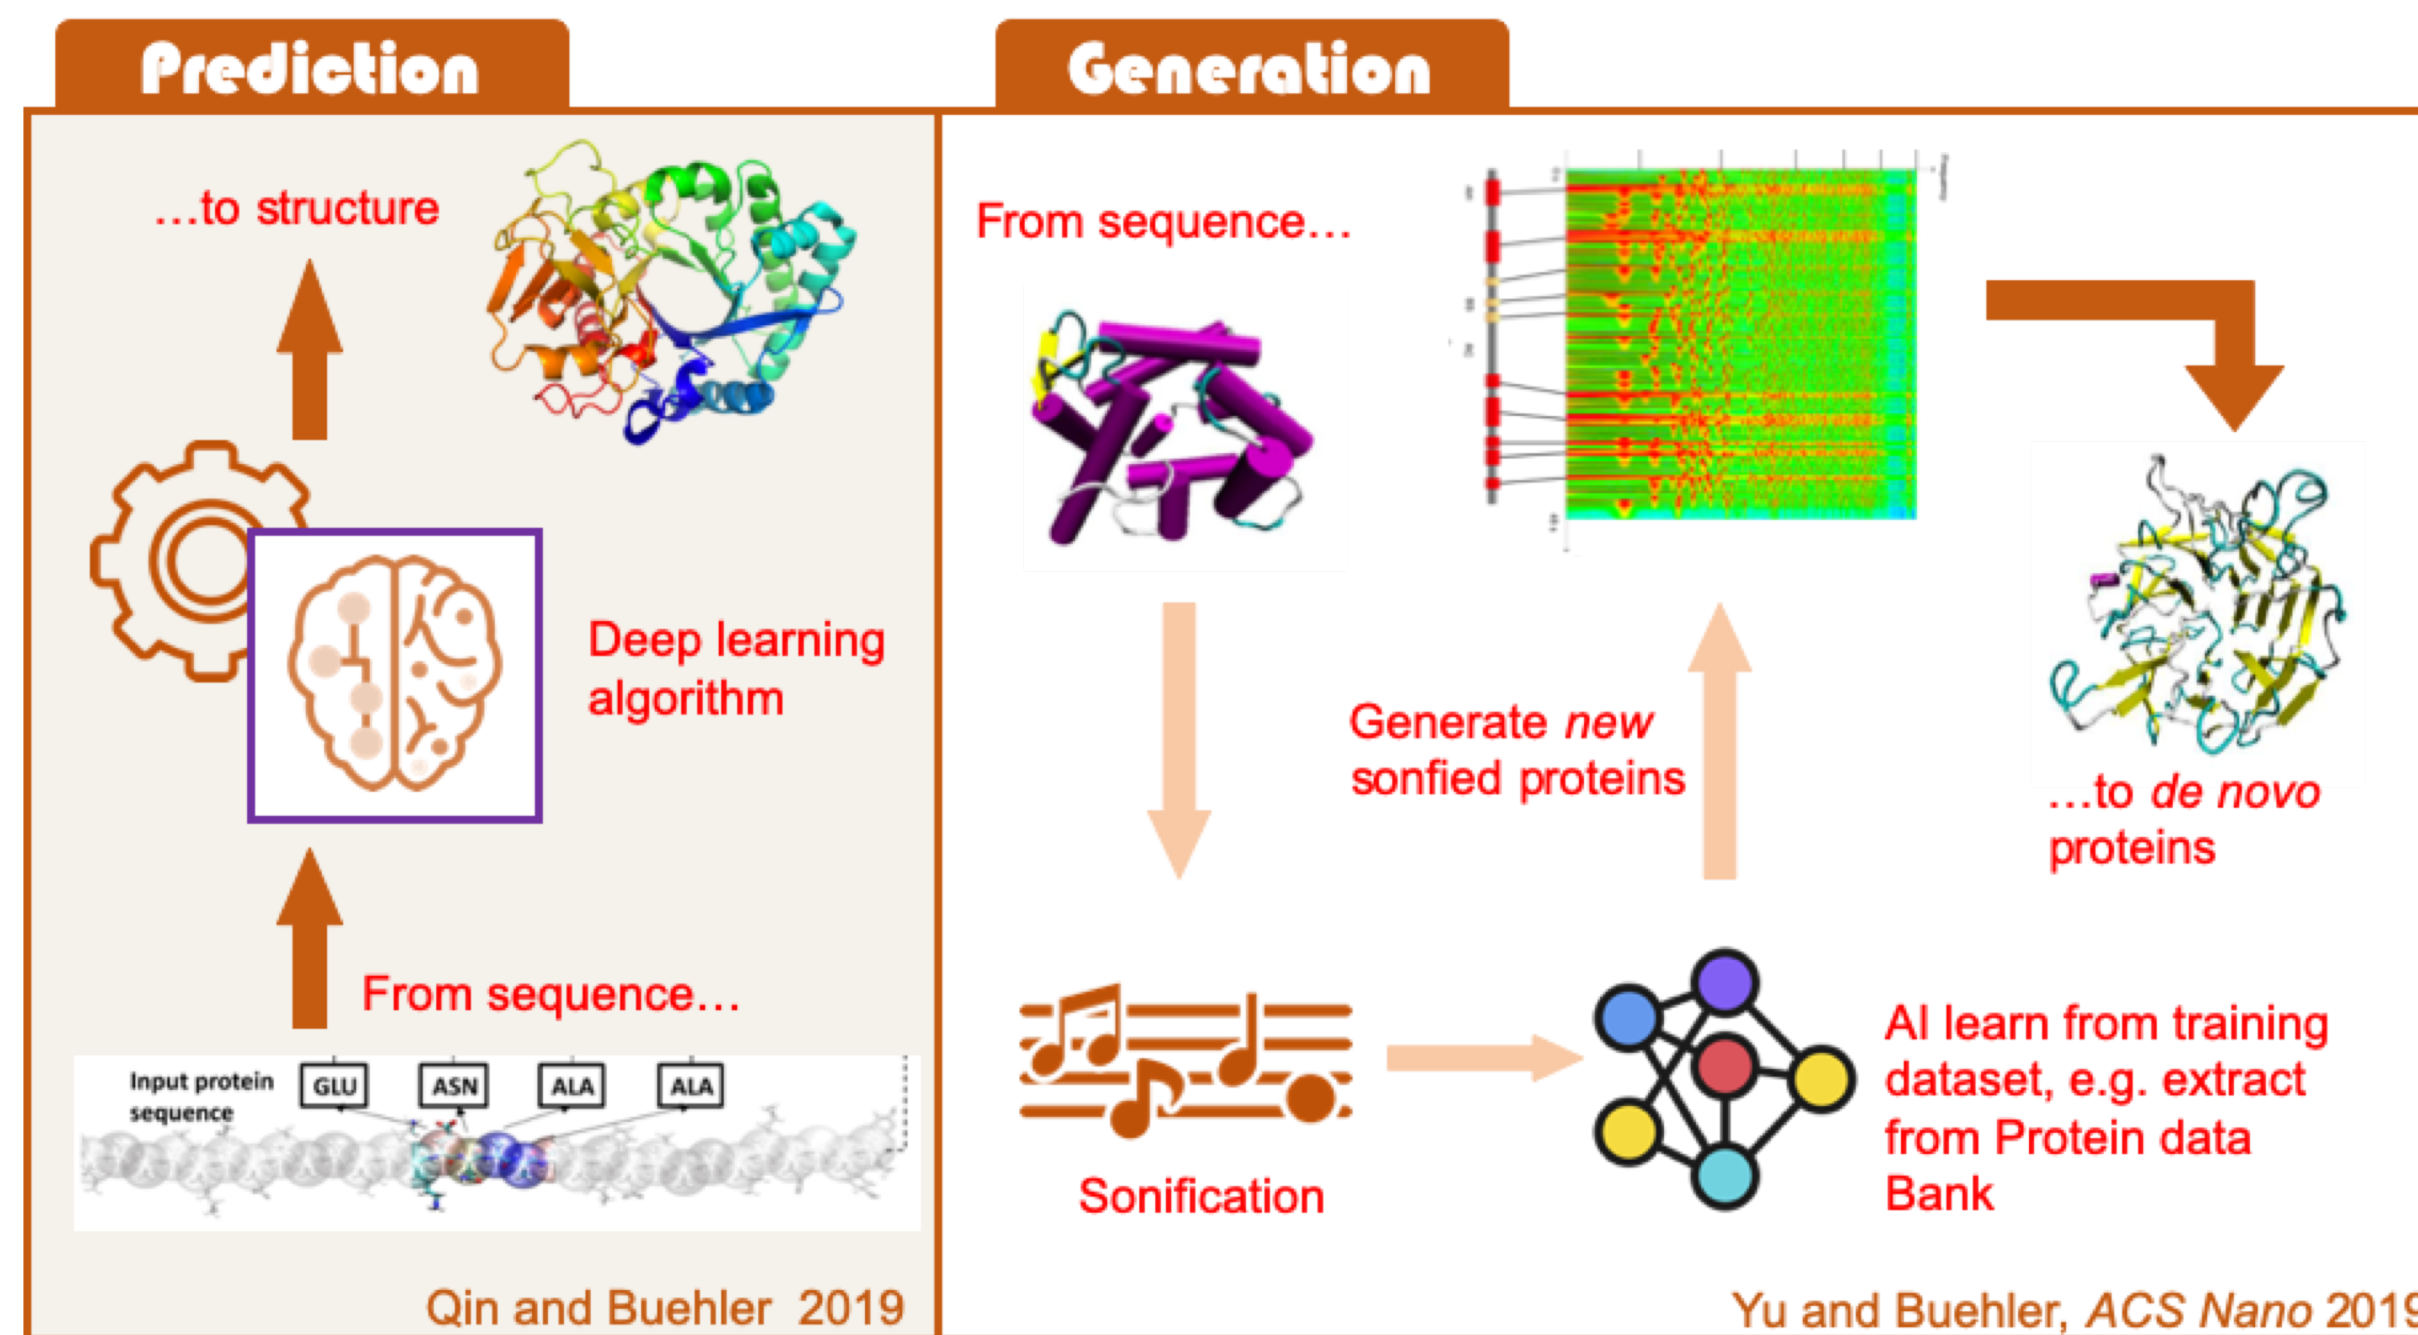 Prediction
…to structure
Deep learning
algorithm
From sequence…
Input protein
sequence
GLU
ASN
ALA
ALA
Qin and Buehler 2019
Generation
From sequence…
Generate new
sonfied proteins
…to de novo
proteins
Sonification
AI learn from training
dataset, e.g. extract
from Protein data
Bank
Yu and Buehler, ACS Nano 2019